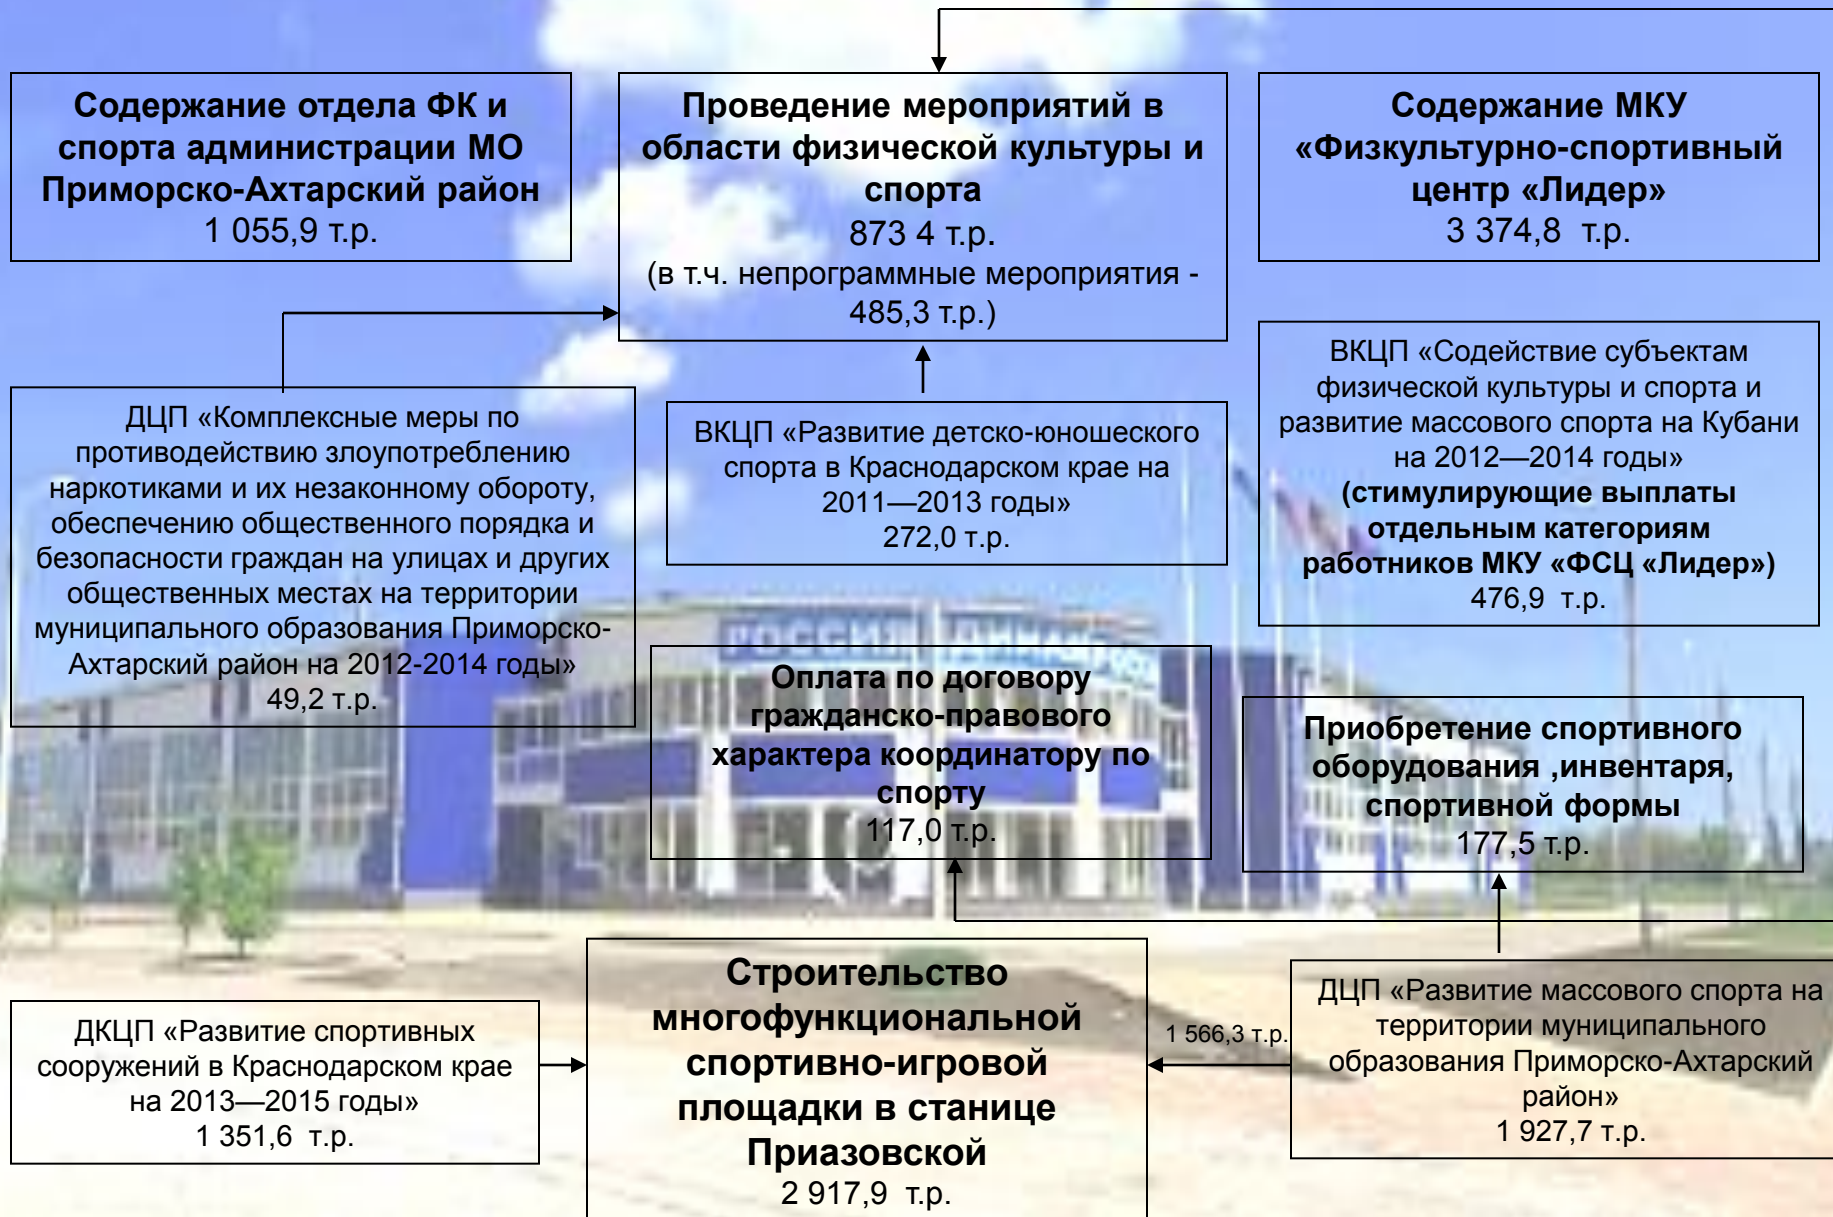 Содержание отдела ФК и
спорта администрации МО
Приморско-Ахтарский район
1 055,9 т.р.
Проведение мероприятий в
области физической культуры и
спорта
873 4 т.р.
(в т.ч. непрограммные мероприятия -
485,3 т.р.)
Содержание МКУ
«Физкультурно-спортивный
центр «Лидер»
3 374,8 т.р.
ДЦП «Комплексные меры по
противодействию злоупотреблению
наркотиками и их незаконному обороту,
обеспечению общественного порядка и
безопасности граждан на улицах и других
общественных местах на территории
муниципального образования Приморско-
Ахтарский район на 2012-2014 годы»
49,2 т.р.
ВКЦП «Развитие детско-юношеского
спорта в Краснодарском крае на
2011—2013 годы»
272,0 т.р.
ВКЦП «Содействие субъектам
физической культуры и спорта и
развитие массового спорта на Кубани
на 2012—2014 годы»
(стимулирующие выплаты
отдельным категориям
работников МКУ «ФСЦ «Лидер»)
476,9 т.р.
Оплата по договору
гражданско-правового
характера координатору по
спорту
117,0 т.р.
Приобретение спортивного
оборудования ,инвентаря,
спортивной формы
177,5 т.р.
ДКЦП «Развитие спортивных
сооружений в Краснодарском крае
на 2013—2015 годы»
1 351,6 т.р.
Строительство
многофункциональной
спортивно-игровой
площадки в станице
Приазовской
2 917,9 т.р.
1 566,3 т.р.
ДЦП «Развитие массового спорта на
территории муниципального
образования Приморско-Ахтарский
район»
1 927,7 т.р.